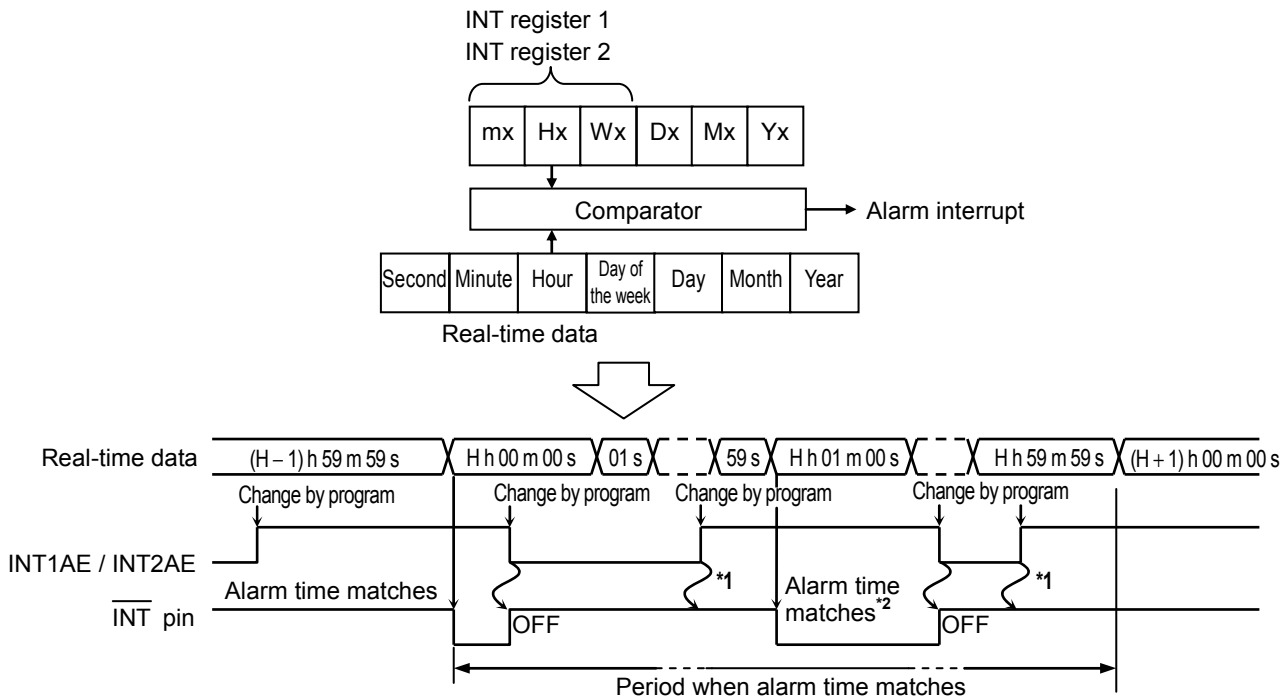 INT register 1
INT register 2
mx Hx Wx Dx Mx Yx
Comparator
Alarm interrupt
Second Minute Hour Day of the week Day Month Year
Real-time data
Real-time data (H – 1) h 59 m 59 s H h 00 m 00 s 01 s 59 s H h 01 m 00 s H h 59 m 59 s (H + 1) h 00 m 00 s
Change by program Change by program Change by program Change by program
INT1AE / INT2AE
Alarm time matches *1 Alarm time matches*2 *1
INT pin OFF OFF
Period when alarm time matches